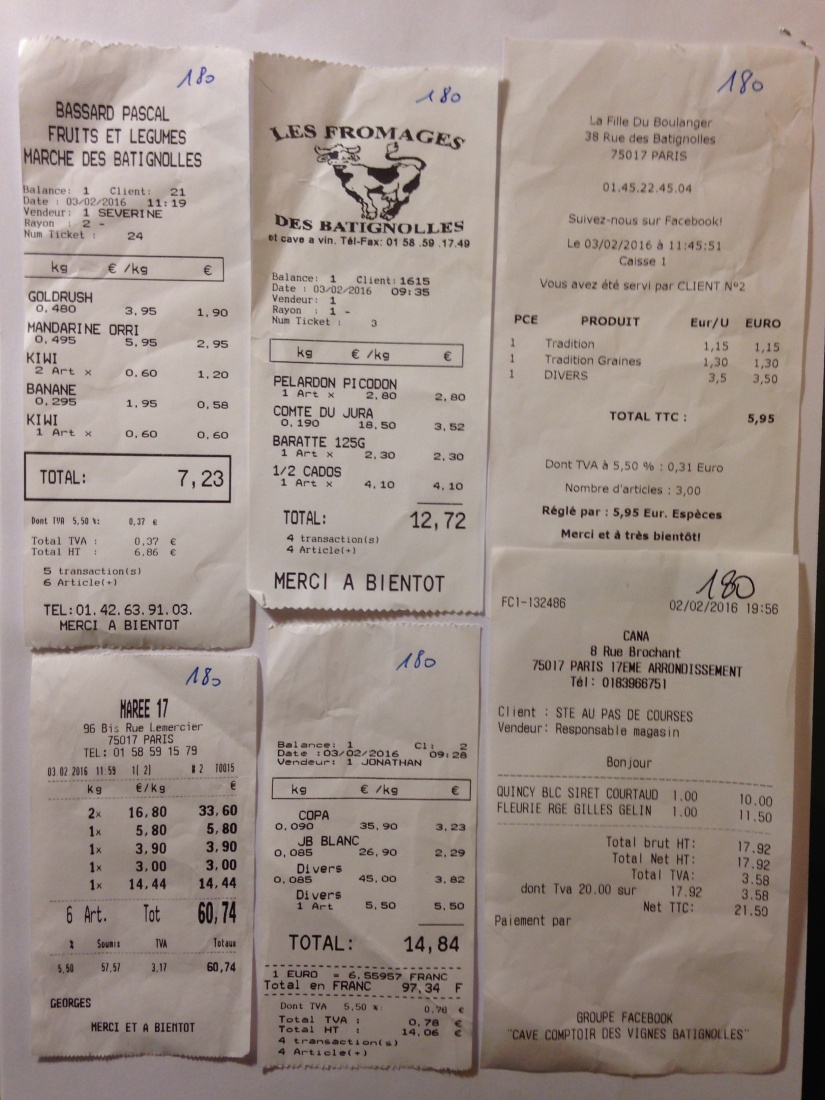 180
BASSARD PASCAL
FRUITS ET LEGUMES
MARCHE DES BATIGNOLLES
Balance: 1 Client: 21
Date : 03/02/2016 11:19
Vendeur: 1 SEVERINE
Rayon : 2 -
Num Ticket : 24
kg € /kg €
GOLDRUSH
0,480 3,95 1,90
MANDARINE ORRI
0,495 5,95 2,95
KIWI
2 Art x 0,60 1,20
BANANE
0,295 1,95 0,58
KIWI
1 Art x 0,60 0,60
TOTAL: 7,23
Dont TVA 5,50 %: 0,37 €
Total TVA : 0,37 €
Total HT : 6,86 €
5 transaction(s)
6 Article(+)
TEL:01.42.63.91.03.
MERCI A BIENTOT
180
LES FROMAGES
DES BATIGNOLLES
et cave a vin. Tél-Fax: 01 58 .59 .17.49
Balance: 1 Client:1615
Date : 03/02/2016 09:35
Vendeur: 1
Rayon : 1 -
Num Ticket : 3
kg € /kg €
PELARDON PICODON
1 Art x 2,80 2,80
COMTE DU JURA
0,190 18,50 3,52
BARATTE 125G
1 Art x 2,30 2,30
1/2 CADOS
1 Art x 4,10 4,10
TOTAL: 12,72
4 transaction(s)
4 Article(+)
MERCI A BIENTOT
180
La Fille Du Boulanger
38 Rue des Batignolles
75017 PARIS
01.45.22.45.04
Suivez-nous sur Facebook!
Le 03/02/2016 à 11:45:51
Caisse 1
Vous avez été servi par CLIENT N°2
PCE PRODUIT Eur/U EURO
1 Tradition 1,15 1,15
1 Tradition Graines 1,30 1,30
1 DIVERS 3,5 3,50
TOTAL TTC : 5,95
Dont TVA à 5,50 % : 0,31 Euro
Nombre d'articles : 3,00
Réglé par : 5,95 Eur. Espèces
Merci et à très bientôt!
180
MAREE 17
96 Bis Rue Lemercier
75017 PARIS
TEL: 01 58 59 15 79
03.02 2016 11:59 1( 2) # 2 T0015
kg €/kg €
2x 16,80 33,60
1x 5,80 5,80
1x 3,90 3,90
1x 3,00 3,00
1x 14,44 14,44
6 Art. Tot 60,74
% Soumis TVA Totaux
5,50 57,57 3,17 60,74
GEORGES
MERCI ET A BIENTOT
180
Balance: 1 Cl: 2
Date :03/02/2016 09:28
Vendeur: 1 JONATHAN
kg € /kg €
COPA
0,090 35,90 3,23
JB BLANC
0,085 26,90 2,29
Divers
0,085 45,00 3,82
Divers
1 Art 5,50 5,50
TOTAL: 14,84
1 EURO = 6,55957 FRANC
Total en FRANC 97,34 F
Dont TVA 5,50 %: 0,78 €
Total TVA : 0,78 €
Total HT : 14,06 €
4 transaction(s)
4 Article(+)
180
FC1-132486 02/02/2016 19:56
CANA
8 Rue Brochant
75017 PARIS 17EME ARRONDISSEMENT
Tél: 0183966751
Client : STE AU PAS DE COURSES
Vendeur: Responsable magasin
Bonjour
QUINCY BLC SIRET COURTAUD 1.00 10.00
FLEURIE RGE GILLES GELIN 1.00 11.50
Total brut HT: 17.92
Total Net HT: 17.92
Total TVA: 3.58
dont Tva 20.00 sur 17.92 3.58
Net TTC: 21.50
Paiement par
GROUPE FACEBOOK
"CAVE COMPTOIR DES VIGNES BATIGNOLLES"